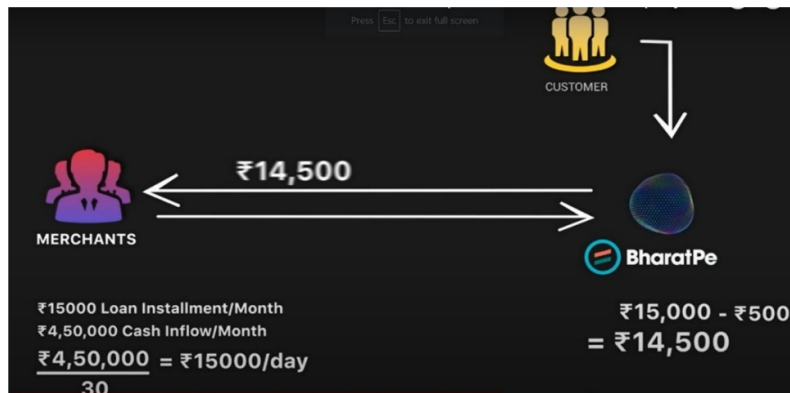 Press Esc to exit full screen
CUSTOMER
₹14,500
MERCHANTS
BharatPe
₹15000 Loan Installment/Month
₹4,50,000 Cash Inflow/Month
₹4,50,000 = ₹15000/day
30
₹15,000 - ₹500
= ₹14,500